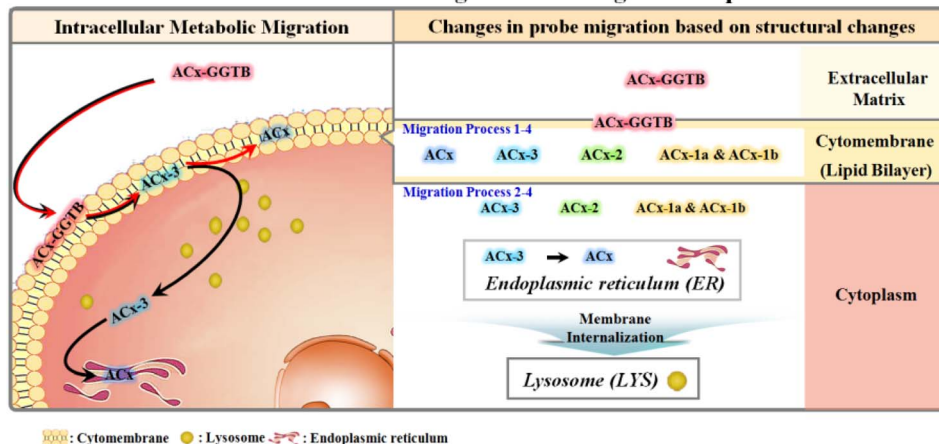 Intracellular Metabolic Migration
Changes in probe migration based on structural changes
ACx-GGTB
ACx
ACx-3
ACx-GGTB
ACx-3
ACx
ACx-GGTB
Extracellular
Matrix
ACx-GGTB
Migration Process 1-4
ACx ACx-3 ACx-2 ACx-1a & ACx-1b
Cytomembrane
(Lipid Bilayer)
Migration Process 2-4
ACx-3 ACx-2 ACx-1a & ACx-1b
ACx-3 ACx
Endoplasmic reticulum (ER)
Cytoplasm
Membrane
Internalization
Lysosome (LYS)
: Cytomembrane : Lysosome : Endoplasmic reticulum